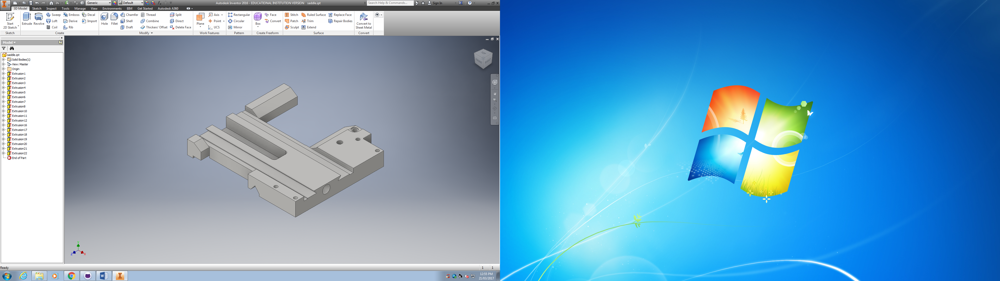 Generic Default Autodesk Inventor 2016 - EDUCATIONAL INSTITUTION VERSION saddle.ipt Search Help & Commands... Sign In
3D Model Sketch Inspect Tools Manage View Environments BIM Get Started Autodesk A360
Start
2D Sketch
Extrude
Revolve
Sweep Emboss Decal
Loft Derive Import
Coil Rib
Hole
Fillet
Chamfer Thread Split
Shell Combine Direct
Draft Thicken/ Offset Delete Face
Plane
Axis
Point
UCS
Rectangular
Circular
Mirror
Box
Face
Convert
Stitch Ruled Surface Replace Face
Patch Trim Repair Bodies
Sculpt Extend
Convert to
Sheet Metal
Sketch Create Modify Work Features Pattern Create Freeform Surface Convert
Model
saddle.ipt
Solid Bodies(1)
View: Master
Origin
Extrusion1
Extrusion2
Extrusion3
Extrusion4
Extrusion5
Extrusion6
Extrusion7
Extrusion8
Extrusion10
Extrusion11
Extrusion12
Extrusion16
Extrusion17
Extrusion18
Extrusion19
Extrusion20
Extrusion21
Extrusion22
End of Part
TOP
FRONT RIGHT
Y
Z X
Ready 1 1
12:55 PM
21/03/2017